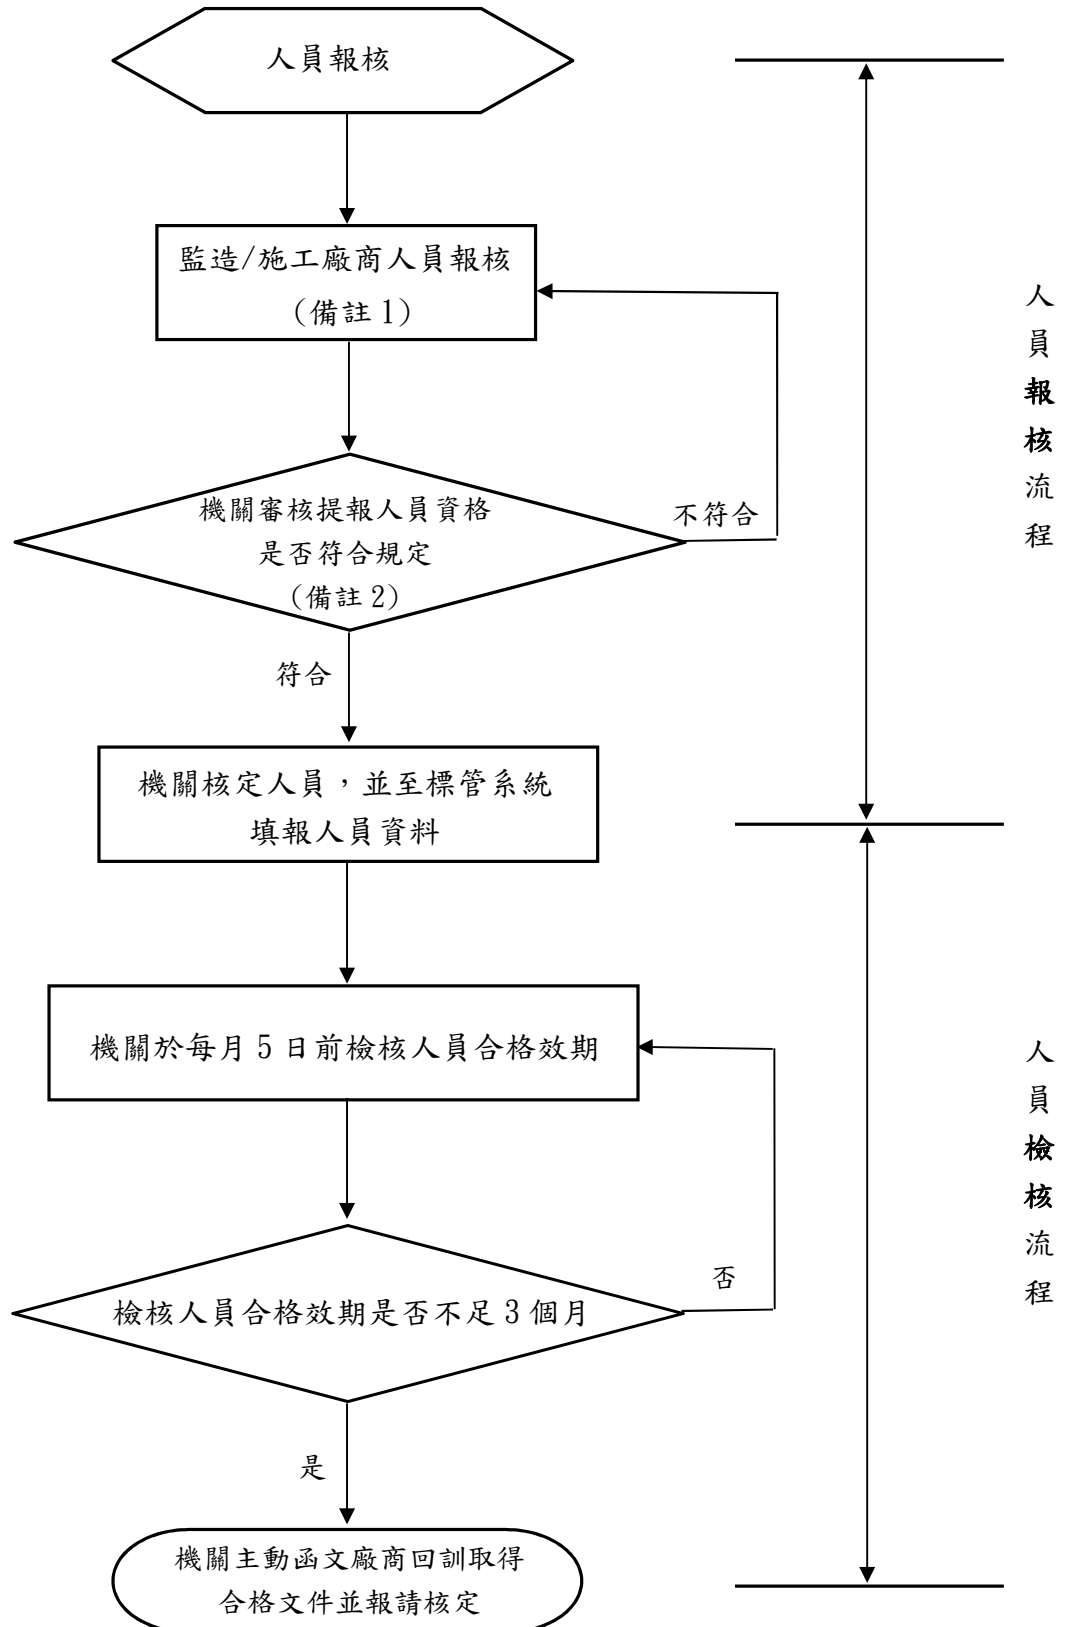 人員報核
監造/施工廠商人員報核
(備註 1)
機關審核提報人員資格
是否符合規定
(備註 2)
不符合
符合
機關核定人員，並至標管系統
填報人員資料
人員報核流程
機關於每月 5 日前檢核人員合格效期
檢核人員合格效期是否不足 3 個月
否
是
機關主動函文廠商回訓取得
合格文件並報請核定
人員檢核流程